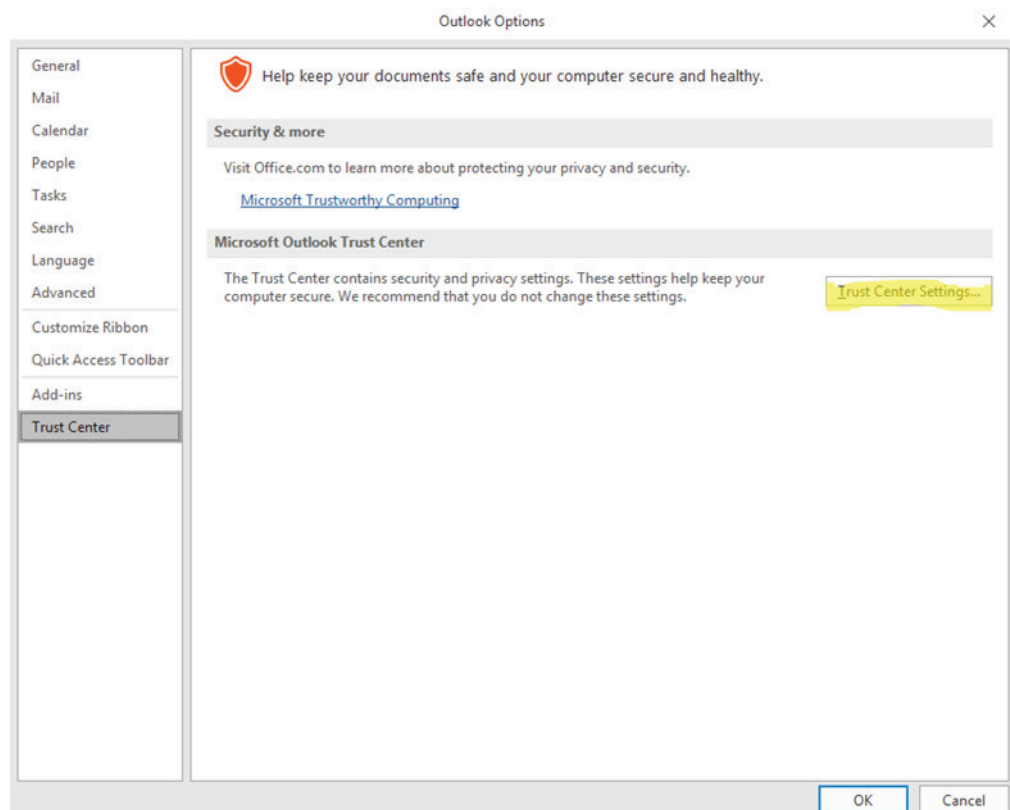 Outlook Options
General
Mail
Calendar
People
Tasks
Search
Language
Advanced
Customize Ribbon
Quick Access Toolbar
Add-ins
Trust Center
Help keep your documents safe and your computer secure and healthy.
Security & more
Visit Office.com to learn more about protecting your privacy and security.
Microsoft Trustworthy Computing
Microsoft Outlook Trust Center
The Trust Center contains security and privacy settings. These settings help keep your
computer secure. We recommend that you do not change these settings.
Trust Center Settings...
OK
Cancel